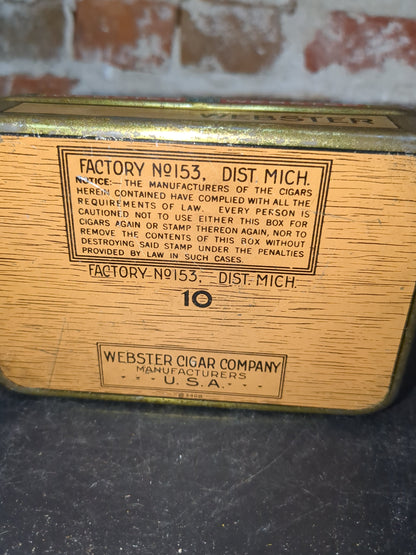 WEBSTER
FACTORY Nº153. DIST. MICH.
NOTICE:— THE MANUFACTURERS OF THE CIGARS
HEREIN CONTAINED HAVE COMPLIED WITH ALL THE
REQUIREMENTS OF LAW. EVERY PERSON IS
CAUTIONED NOT TO USE EITHER THIS BOX FOR
CIGARS AGAIN OR STAMP THEREON AGAIN, NOR TO
REMOVE THE CONTENTS OF THIS BOX WITHOUT
DESTROYING SAID STAMP UNDER THE PENALTIES
PROVIDED BY LAW IN SUCH CASES.
FACTORY Nº153, DIST. MICH.
10
WEBSTER CIGAR COMPANY
MANUFACTURERS
U.S.A.